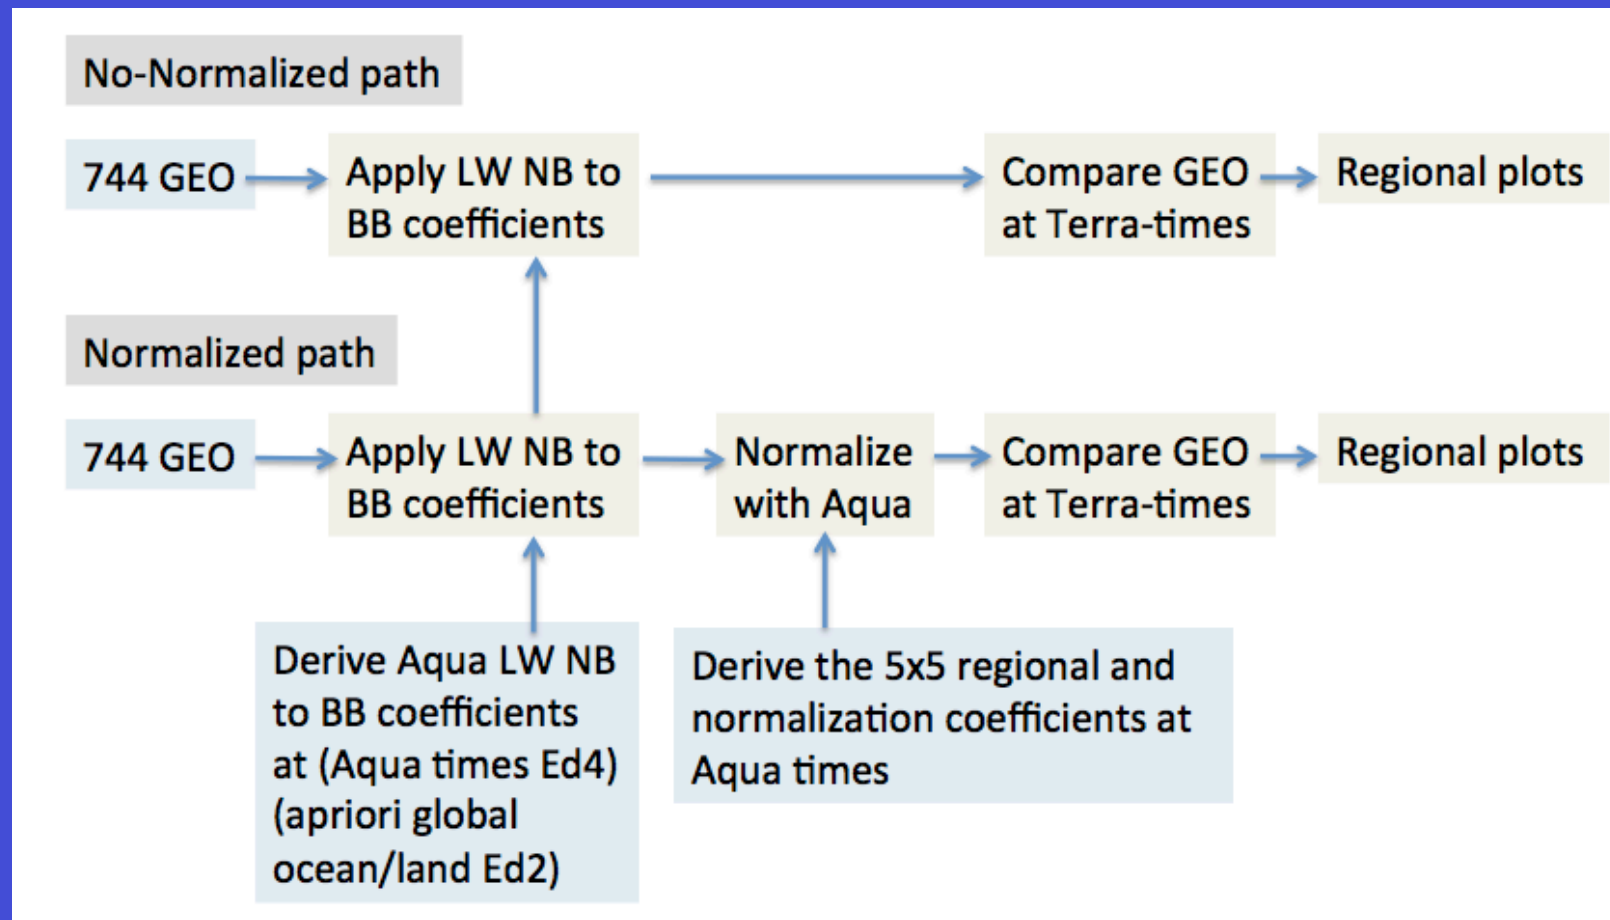 No-Normalized path
744 GEO
Apply LW NB to
BB coefficients
Compare GEO
at Terra-times
Regional plots
Normalized path
744 GEO
Apply LW NB to
BB coefficients
Normalize
with Aqua
Compare GEO
at Terra-times
Regional plots
Derive Aqua LW NB
to BB coefficients
at (Aqua times Ed4)
(apriori global
ocean/land Ed2)
Derive the 5x5 regional and
normalization coefficients at
Aqua times